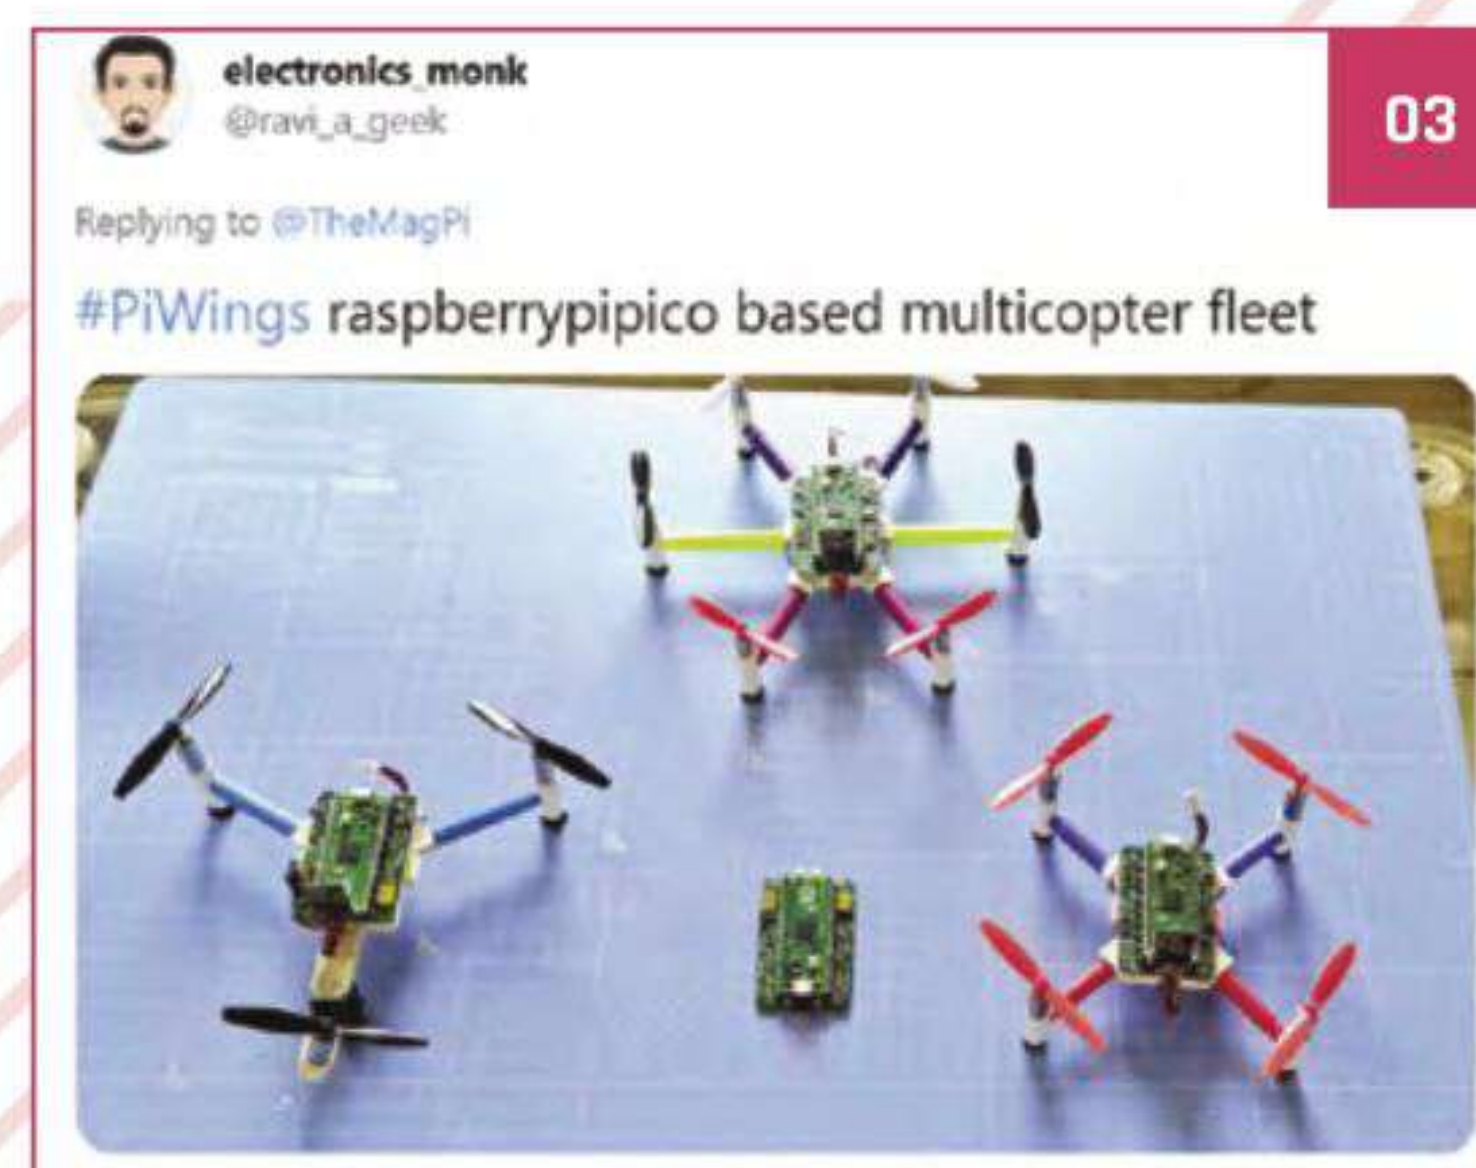 electronics_monk
@ravi_a_geek
03
Replying to @TheMagPi
#PiWings raspberrypipico based multicopter fleet